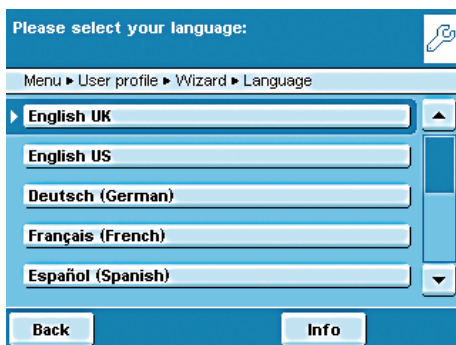 Please select your language:
Menu ▸ User profile ▸ Wizard ▸ Language
English UK
English US
Deutsch (German)
Français (French)
Español (Spanish)
Back Info